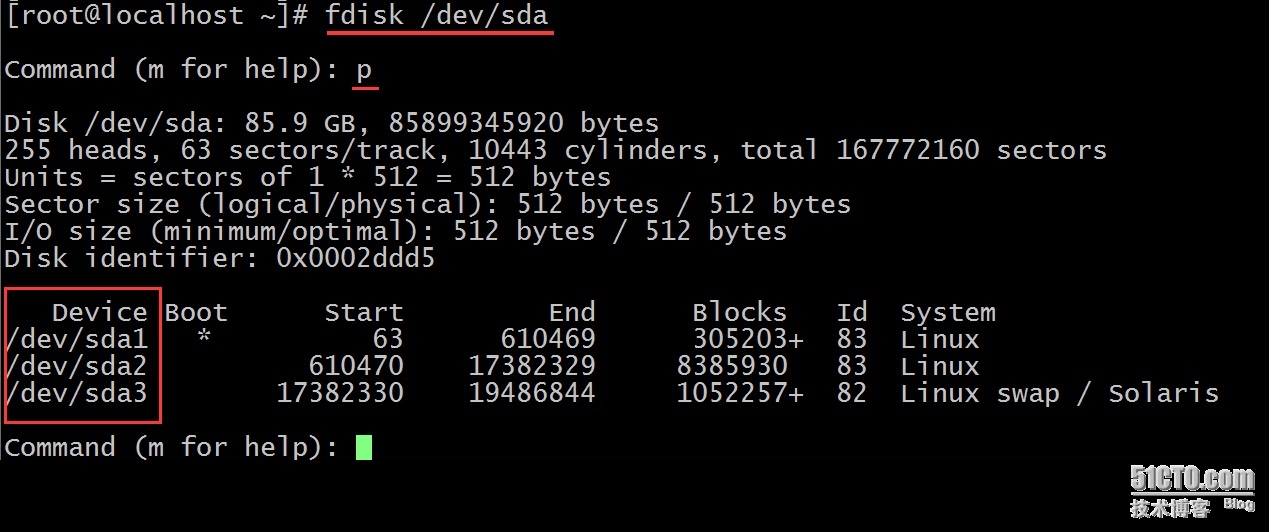 [root@localhost ~]# fdisk /dev/sda
Command (m for help): p
Disk /dev/sda: 85.9 GB, 85899345920 bytes
255 heads, 63 sectors/track, 10443 cylinders, total 167772160 sectors
Units = sectors of 1 * 512 = 512 bytes
Sector size (logical/physical): 512 bytes / 512 bytes
I/O size (minimum/optimal): 512 bytes / 512 bytes
Disk identifier: 0x0002ddd5
Device Boot Start End Blocks Id System
/dev/sda1 * 63 610469 305203+ 83 Linux
/dev/sda2 610470 17382329 8385930 83 Linux
/dev/sda3 17382330 19486844 1052257+ 82 Linux swap / Solaris
Command (m for help):
51CTO.com
技术博客 Blog